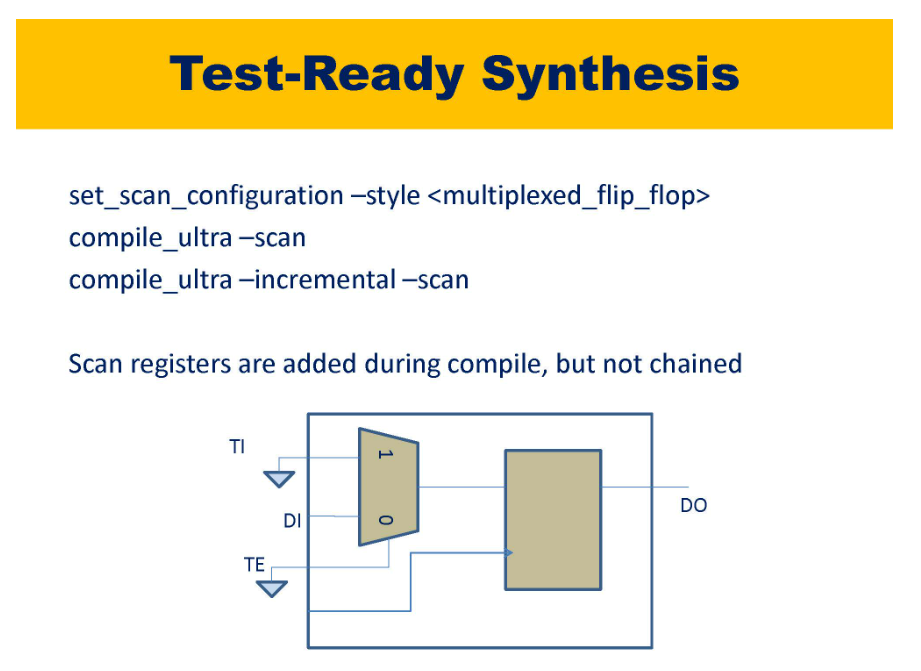 Test-Ready Synthesis
set_scan_configuration –style <multiplexed_flip_flop>
compile_ultra –scan
compile_ultra –incremental –scan
Scan registers are added during compile, but not chained
TI
1
DI
0
DO
TE